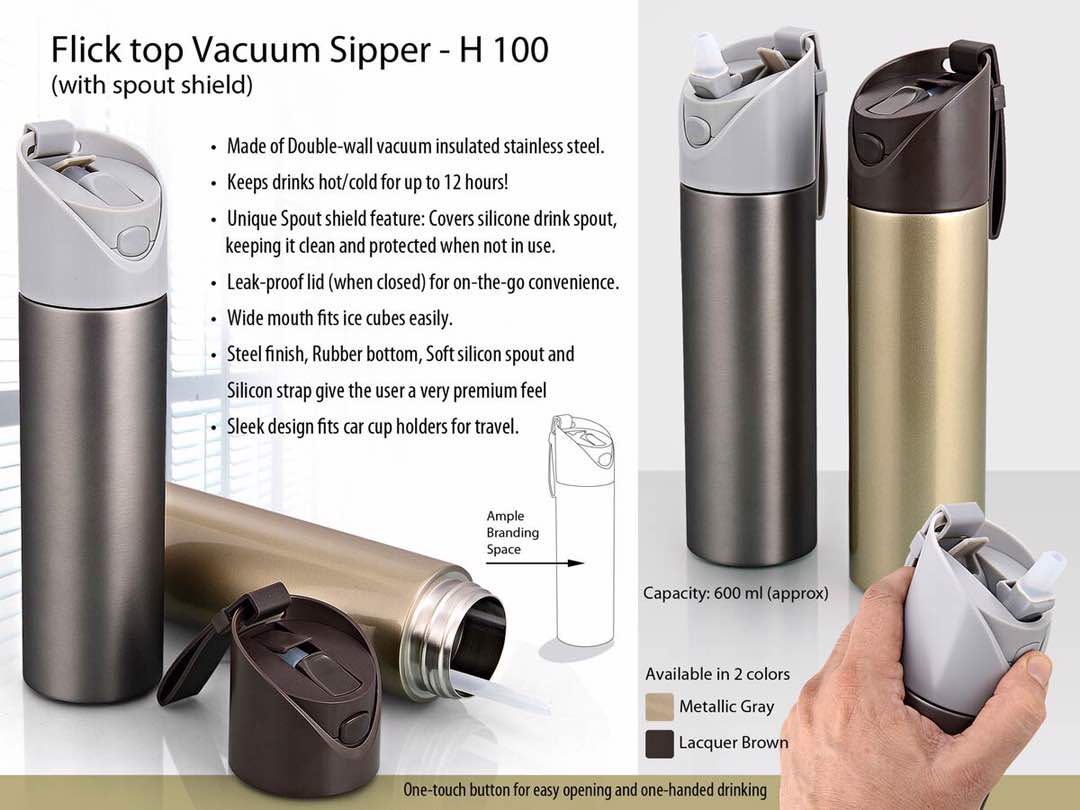 Flick top Vacuum Sipper - H 100
(with spout shield)
• Made of Double-wall vacuum insulated stainless steel.
• Keeps drinks hot/cold for up to 12 hours!
• Unique Spout shield feature: Covers silicone drink spout,
keeping it clean and protected when not in use.
• Leak-proof lid (when closed) for on-the-go convenience.
• Wide mouth fits ice cubes easily.
• Steel finish, Rubber bottom, Soft silicon spout and
Silicon strap give the user a very premium feel
• Sleek design fits car cup holders for travel.
Ample
Branding
Space
Capacity: 600 ml (approx)
Available in 2 colors
Metallic Gray
Lacquer Brown
One-touch button for easy opening and one-handed drinking